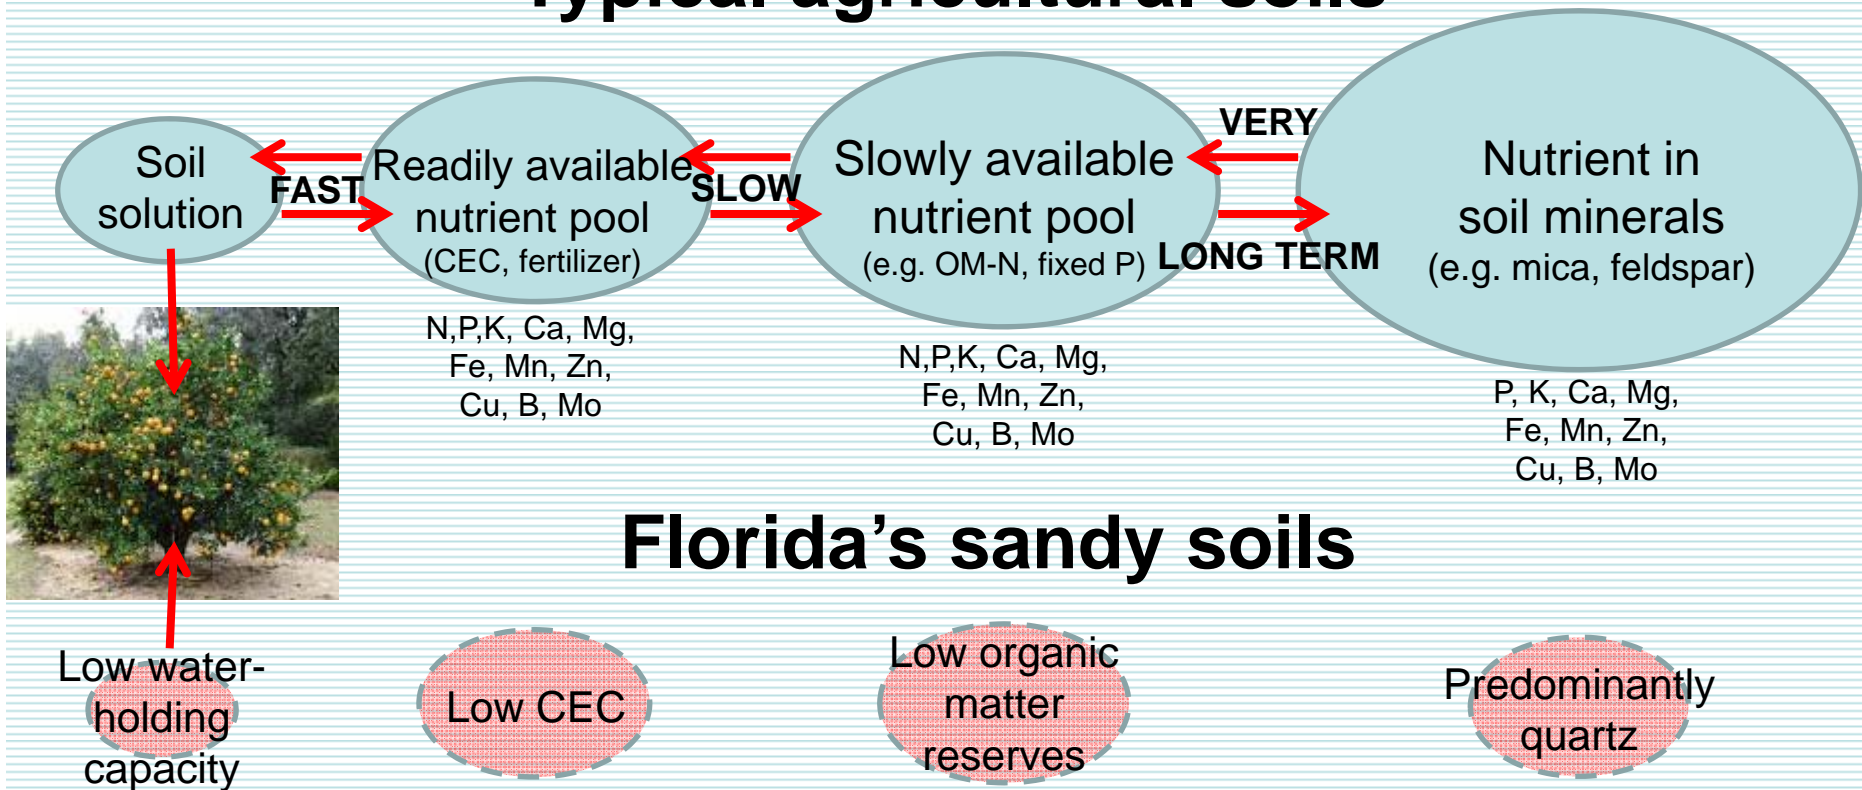 Typical agricultural soils
Soil
solution
FAST
Readily available
nutrient pool
(CEC, fertilizer)
SLOW
Slowly available
nutrient pool
(e.g. OM-N, fixed P)
VERY
LONG TERM
Nutrient in
soil minerals
(e.g. mica, feldspar)
N,P,K, Ca, Mg,
Fe, Mn, Zn,
Cu, B, Mo
N,P,K, Ca, Mg,
Fe, Mn, Zn,
Cu, B, Mo
P, K, Ca, Mg,
Fe, Mn, Zn,
Cu, B, Mo
Florida’s sandy soils
Low water-
holding
capacity
Low CEC
Low organic
matter
reserves
Predominantly
quartz